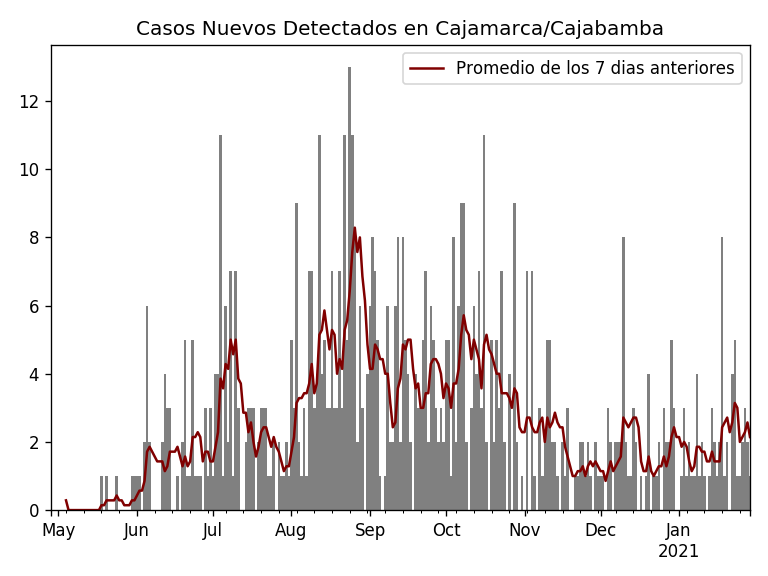 Casos Nuevos Detectados en Cajamarca/Cajabamba
Promedio de los 7 dias anteriores
12
10
8
6
4
2
0
May Jun Jul Aug Sep Oct Nov Dec Jan
2021